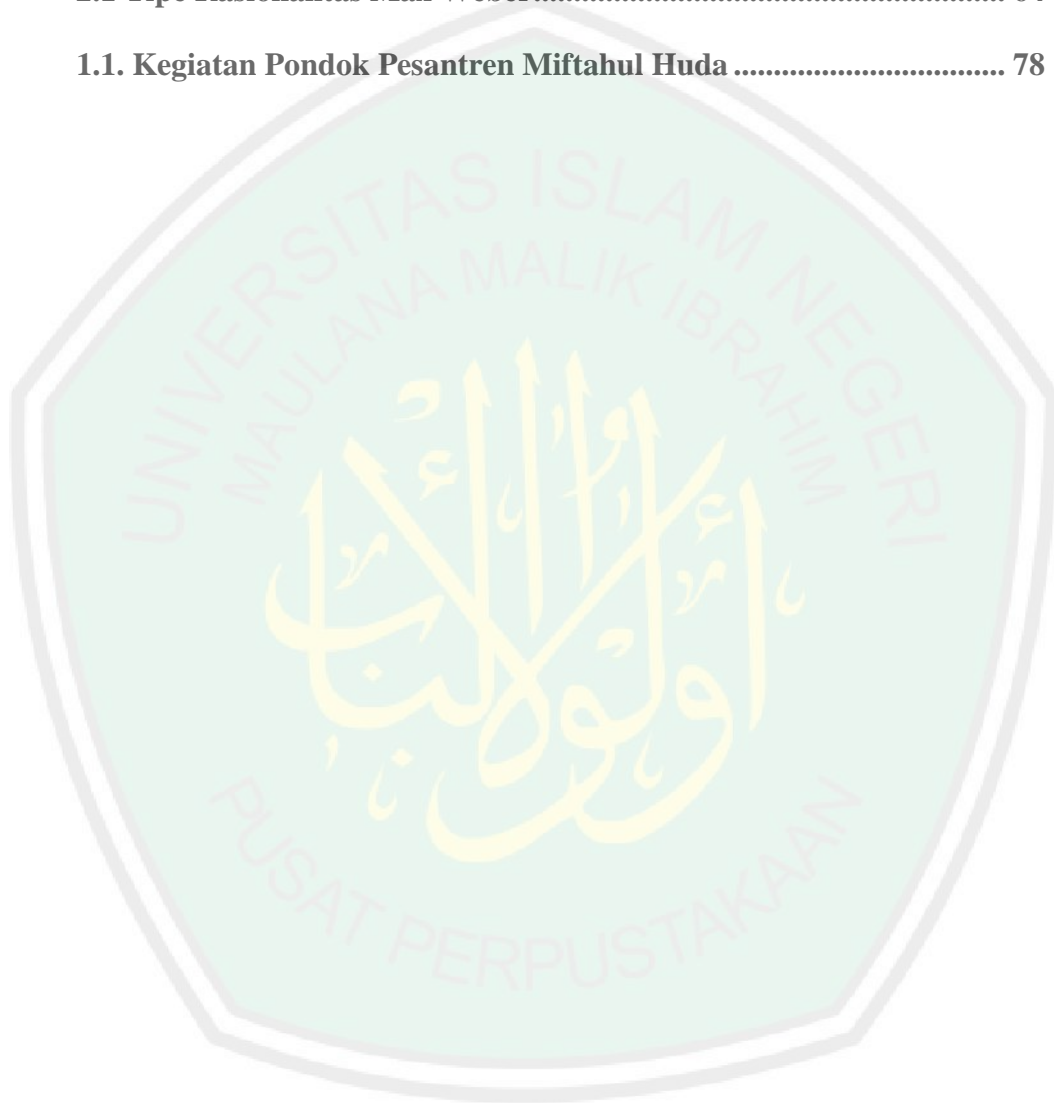 Tipe Rasionalitas Max Weber..........................................................
1.1. Kegiatan Pondok Pesantren Miftahul Huda .................................. 78
UNIVERSITAS ISLAM NEGERI
MAULANA MALIK IBRAHIM
أولوا الألباب
PUSAT PERPUSTAKAAN